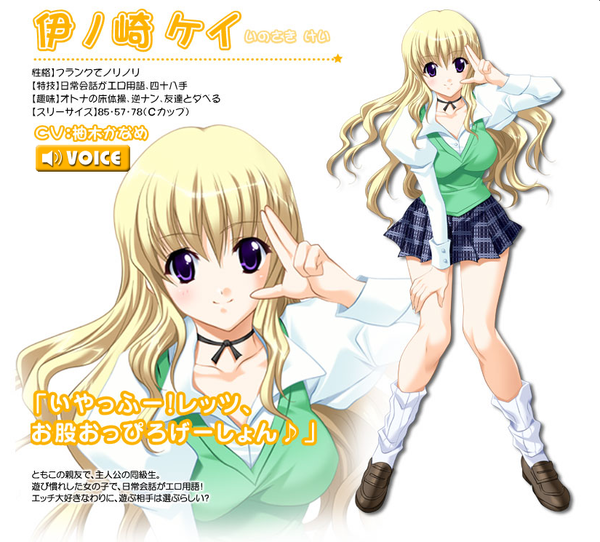 伊ノ崎 ケイ いのさき けい
性格】フランクでノリノリ
【特技】日常会話がエロ用語、四十八手
【趣味】オトナの床体操、逆ナン、友達と夕べる
【スリーサイズ】85・57・78(Cカップ)
CV:柚木かなめ
VOICE
「いやっふー!レッツ、
お股おっぴろげーしょん♪」
ともこの親友で、主人公の同級生。
遊び慣れした女の子で、日常会話がエロ用語!
エッチ大好きなわりに、遊ぶ相手は選ぶらしい?